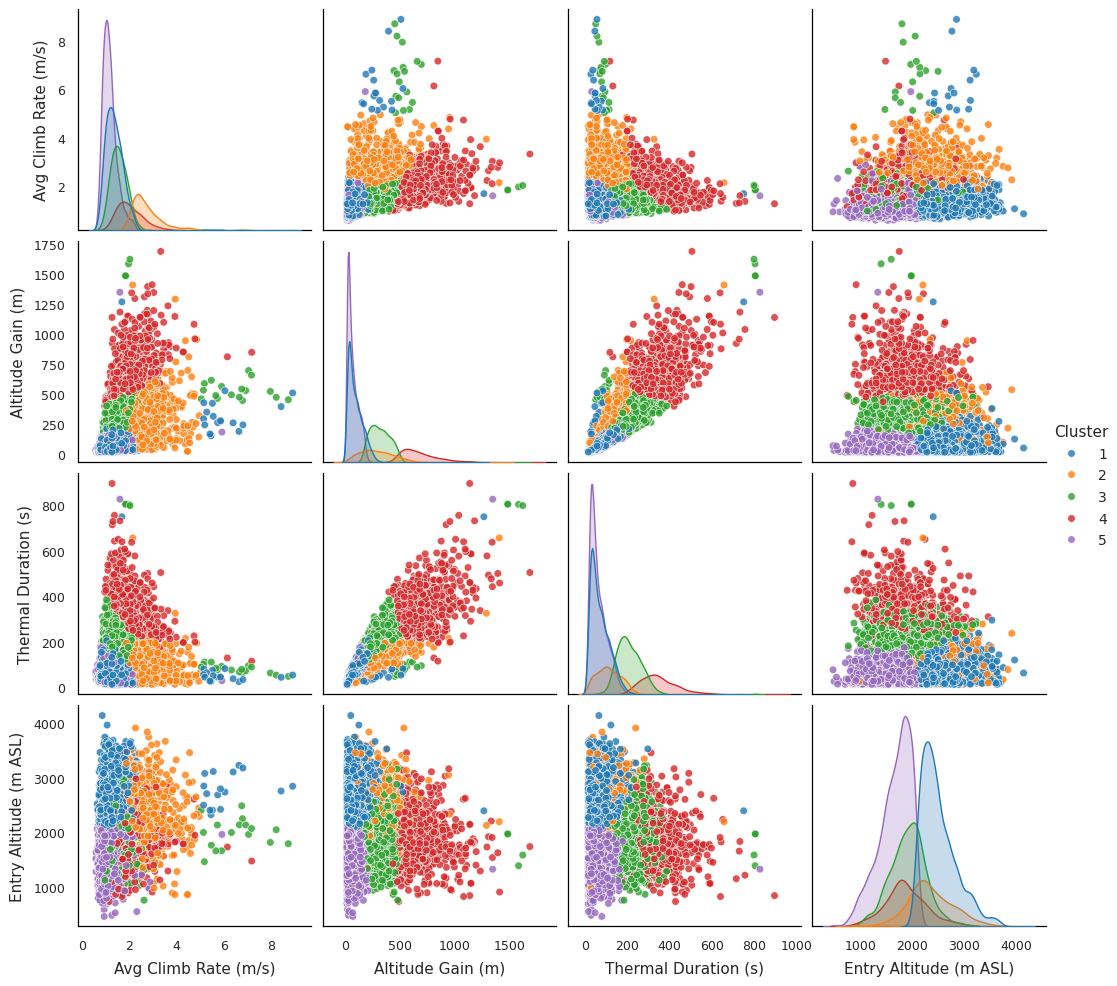 8
6
4
2
Avg Climb Rate (m/s)
1750
1500
1250
1000
750
500
250
0
Altitude Gain (m)
Cluster
1
2
3
4
5
800
600
400
200
0
Thermal Duration (s)
4000
3000
2000
1000
Entry Altitude (m ASL)
0 2 4 6 8
0 500 1000 1500
0 200 400 600 800 1000
1000 2000 3000 4000
Avg Climb Rate (m/s) Altitude Gain (m) Thermal Duration (s) Entry Altitude (m ASL)